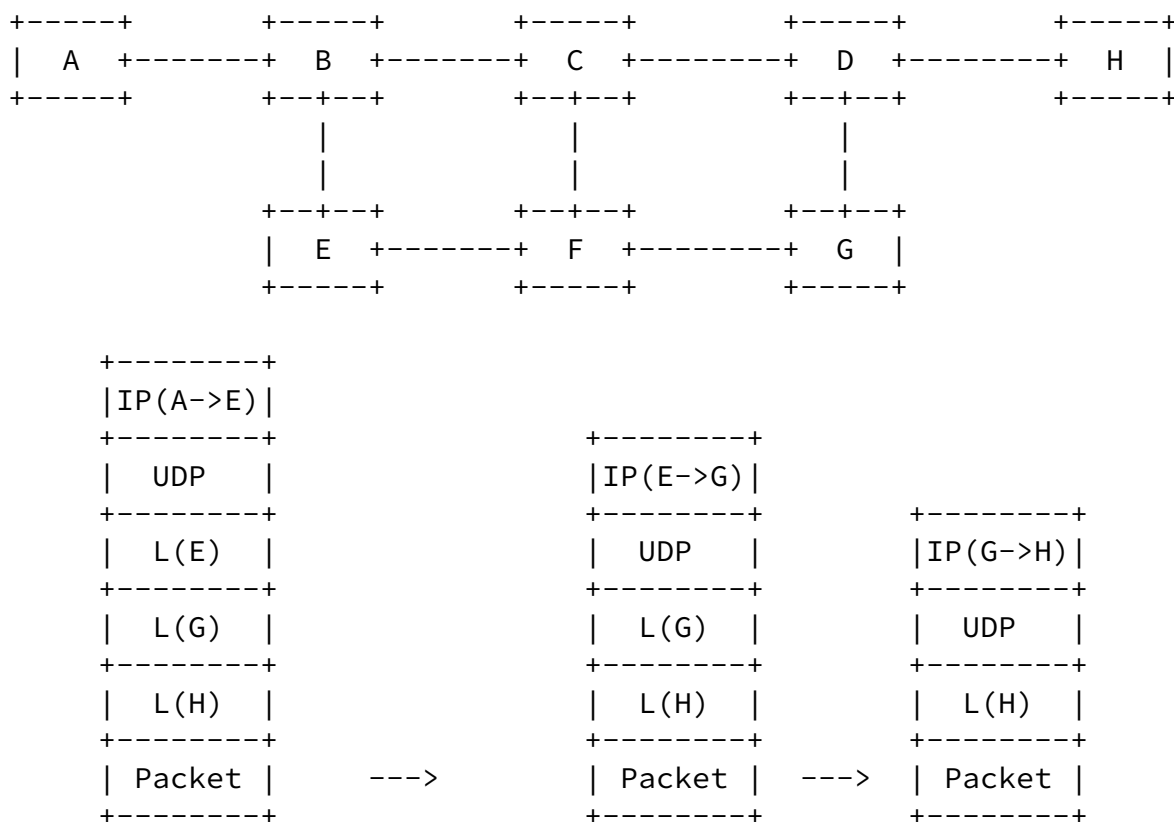 +-----+       +-----+       +-----+        +-----+        +-----+
|  A  +-------+  B  +-------+  C  +--------+  D  +--------+  H  |
+-----+       +--+--+       +--+--+        +--+--+        +-----+
                 |             |              |
                 |             |              |
              +--+--+       +--+--+        +--+--+
              |  E  +-------+  F  +--------+  G  |
              +-----+       +-----+        +-----+

     +--------+
     |IP(A->E)|
     +--------+                 +--------+
     |  UDP   |                 |IP(E->G)|
     +--------+                 +--------+        +--------+
     |  L(E)  |                 |  UDP   |        |IP(G->H)|
     +--------+                 +--------+        +--------+
     |  L(G)  |                 |  L(G)  |        |  UDP   |
     +--------+                 +--------+        +--------+
     |  L(H)  |                 |  L(H)  |        |  L(H)  |
     +--------+                 +--------+        +--------+
     | Packet |     --->        | Packet |  --->  | Packet |
     +--------+                 +--------+        +--------+